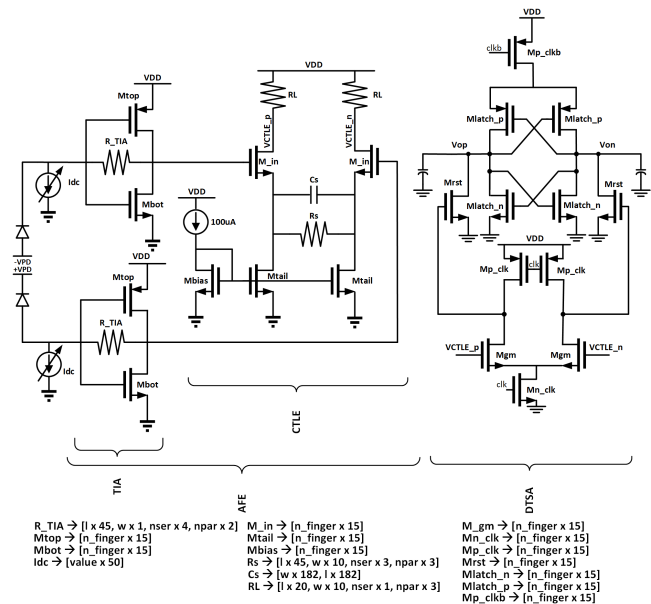 VDD
clkb
Mp_clkb
VDD
RL
RL
VDD
Mtop
VCTLE_p
VCTLE_n
Mlatch_p
Mlatch_p
R_TIA
Vop
Von
M_in
M_in
Idc
Cs
Mbot
VDD
Mrst
Mrst
Mlatch_n
Mlatch_n
100uA
Rs
VDD
-VPD
+VPD
VDD
clk
Mp_clk
Mp_clk
Mtop
Mbias
Mtail
Mtail
R_TIA
VCTLE_p
VCTLE_n
Mgm
Mgm
Idc
Mbot
clk
Mn_clk
CTLE
TIA
AFE
DTSA
R_TIA → [l x 45, w x 1, nser x 4, npar x 2]
Mtop → [n_finger x 15]
Mbot → [n_finger x 15]
Idc → [value x 50]
M_in → [n_finger x 15]
Mtail → [n_finger x 15]
Mbias → [n_finger x 15]
Rs → [l x 45, w x 10, nser x 3, npar x 3]
Cs → [w x 182, l x 182]
RL → [l x 20, w x 10, nser x 1, npar x 3]
M_gm → [n_finger x 15]
Mn_clk → [n_finger x 15]
Mp_clk → [n_finger x 15]
Mrst → [n_finger x 15]
Mlatch_n → [n_finger x 15]
Mlatch_p → [n_finger x 15]
Mp_clkb → [n_finger x 15]